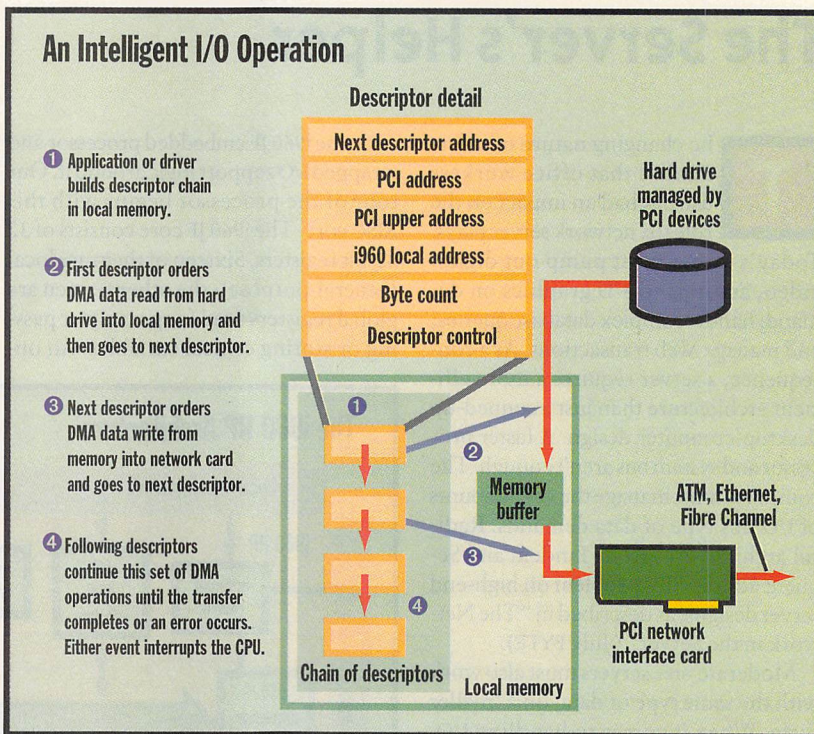 An Intelligent I/O Operation
Descriptor detail
Next descriptor address
PCI address
PCI upper address
i960 local address
Byte count
Descriptor control
1 Application or driver
builds descriptor chain
in local memory.
2 First descriptor orders
DMA data read from hard
drive into local memory and
then goes to next descriptor.
3 Next descriptor orders
DMA data write from
memory into network card
and goes to next descriptor.
4 Following descriptors
continue this set of DMA
operations until the transfer
completes or an error occurs.
Either event interrupts the CPU.
Hard drive
managed by
PCI devices
1
2
3
4
Memory
buffer
ATM, Ethernet,
Fibre Channel
PCI network
interface card
Chain of descriptors
Local memory